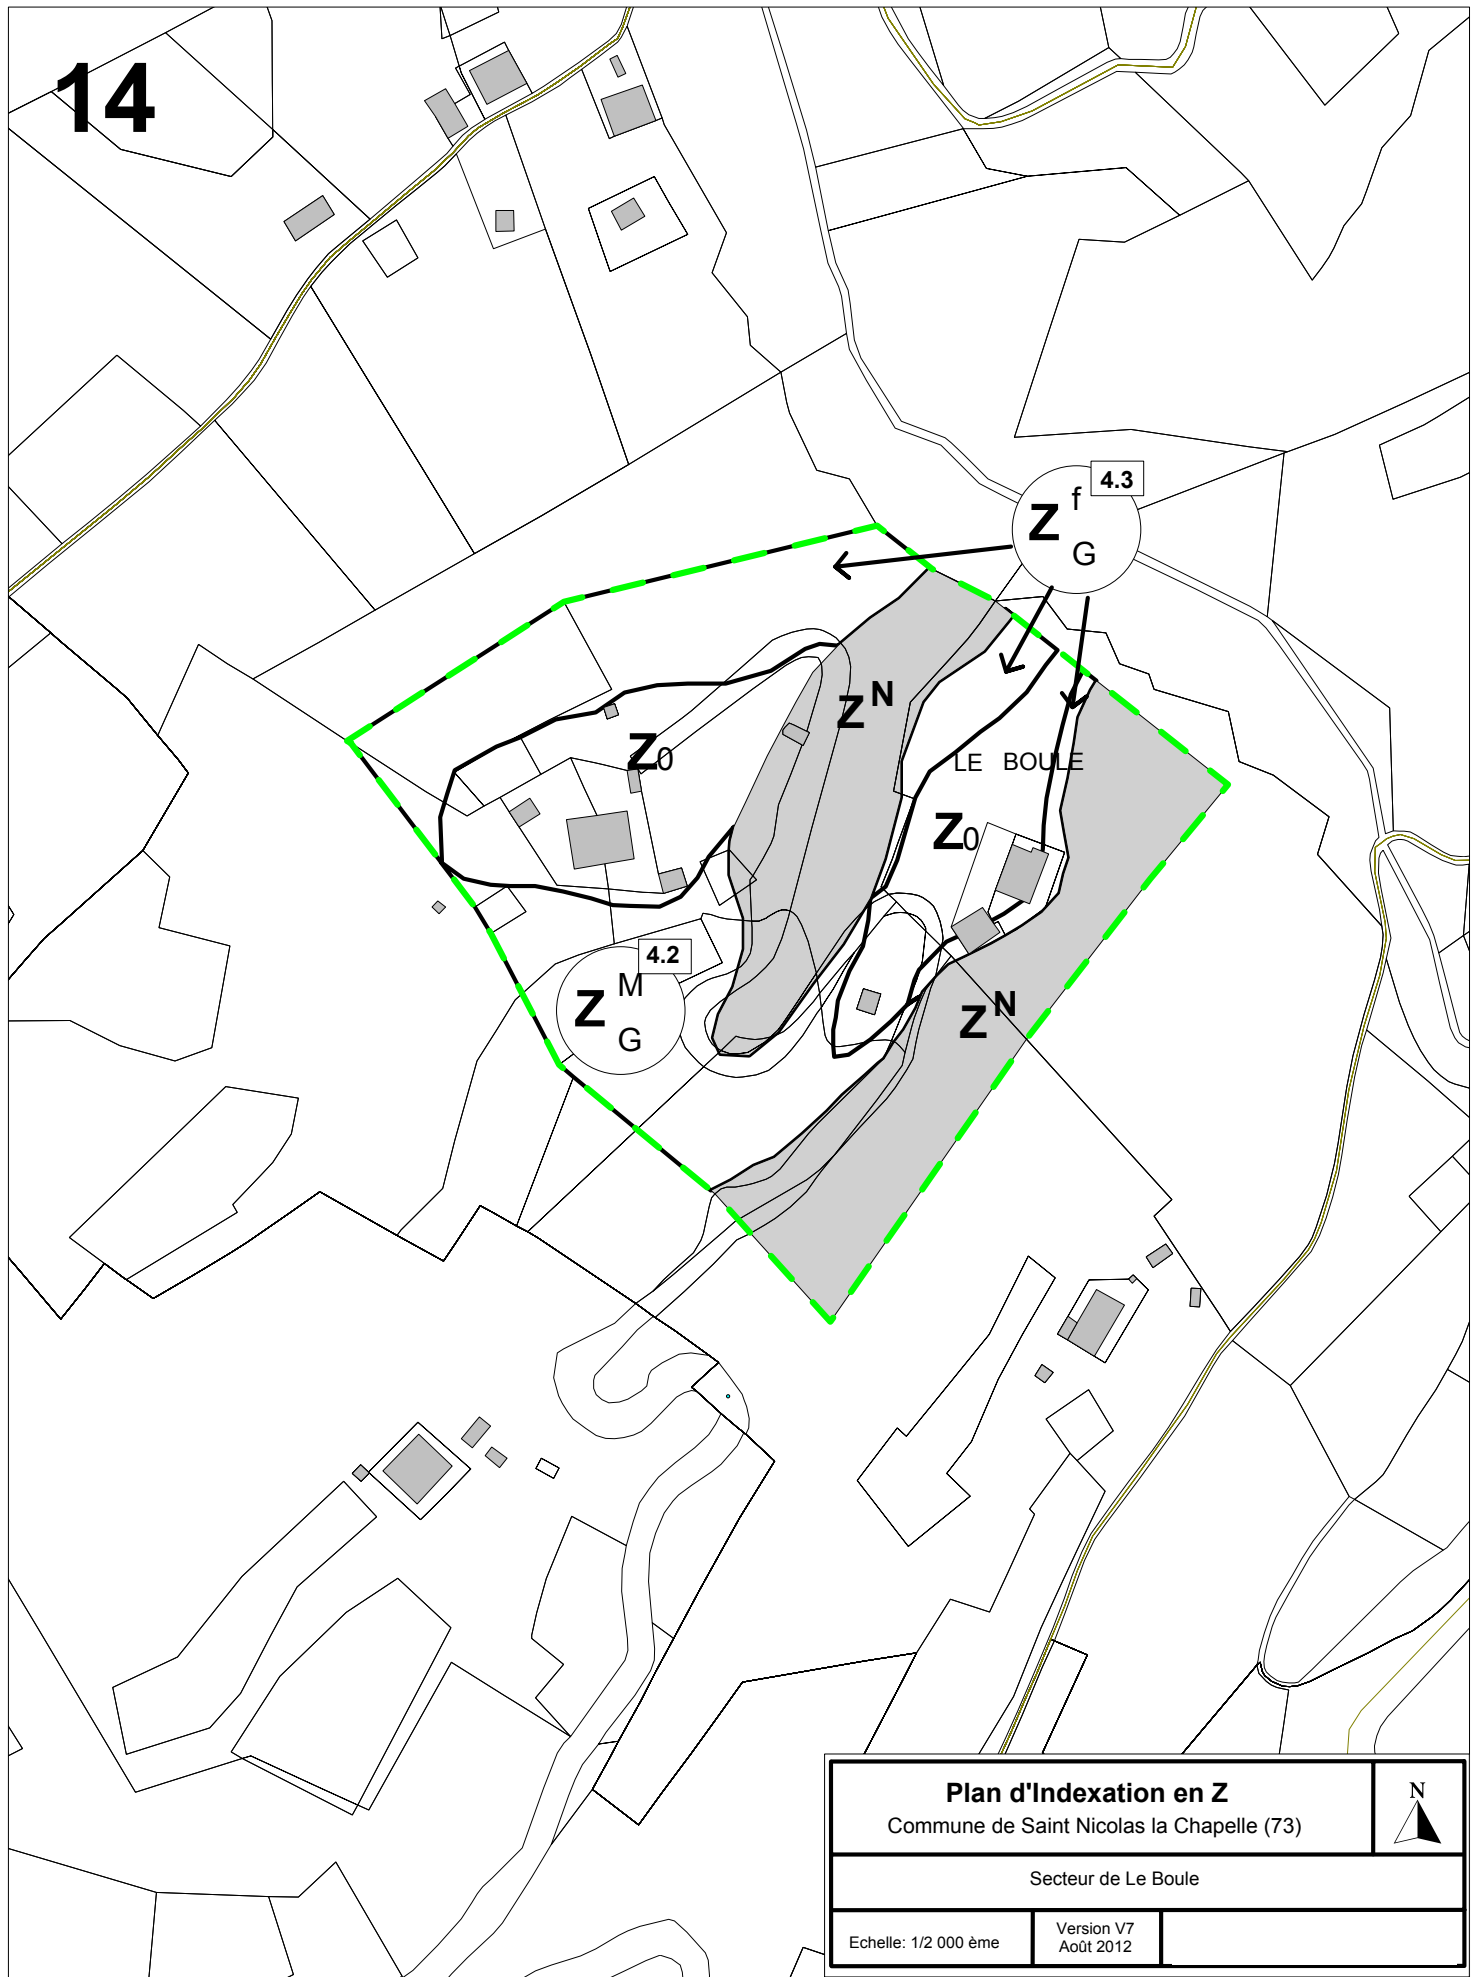 14
4.3
Z f G
Z N
Z0
LE BOULE
Z0
4.2
Z M G
Z N
Plan d'Indexation en Z
N
Commune de Saint Nicolas la Chapelle (73)
Secteur de Le Boule
Echelle: 1/2 000 ème
Version V7
Août 2012